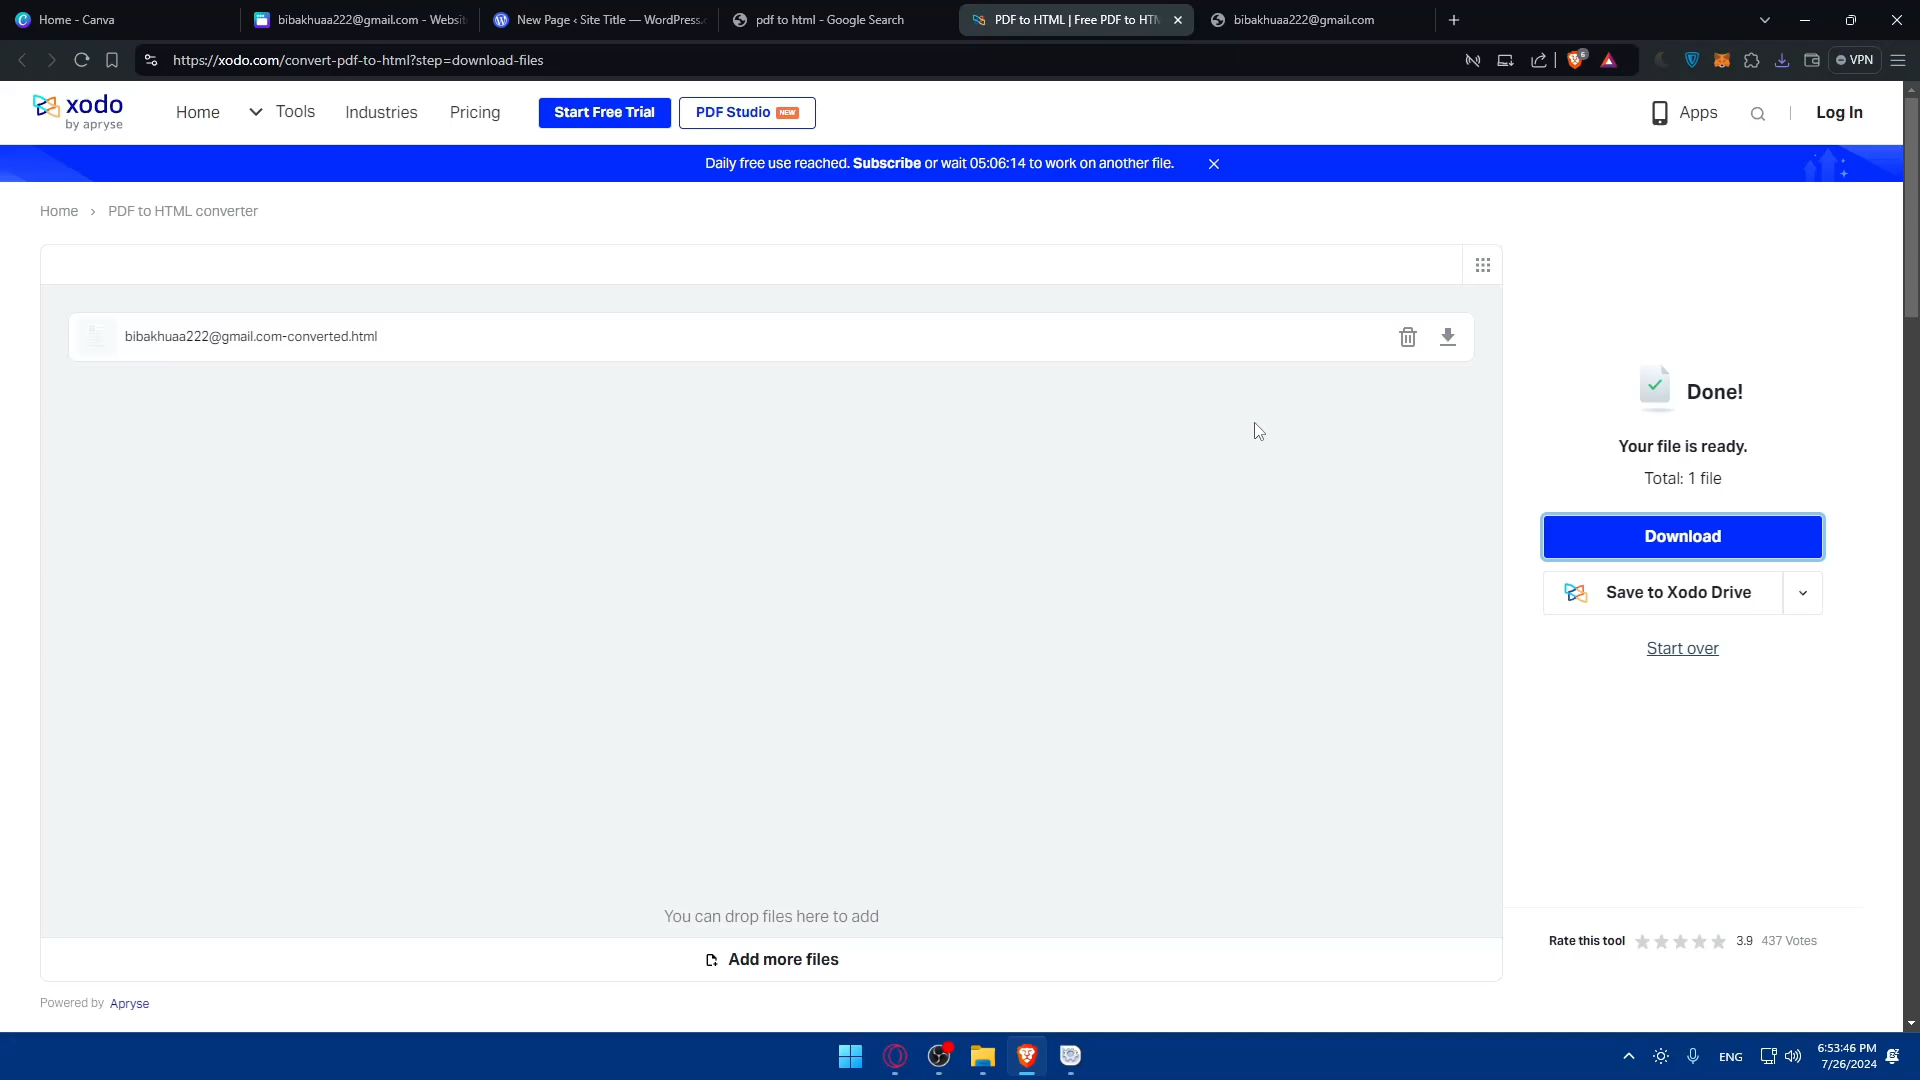 Home - Canva
bibakhuaa222@gmail.com - Websit
New Page ‹ Site Title — WordPress.c
pdf to html - Google Search
PDF to HTML | Free PDF to HTM
bibakhuaa222@gmail.com
https://xodo.com/convert-pdf-to-html?step=download-files
6
VPN
xodo
by apryse
Home
Tools
Industries
Pricing
Start Free Trial
PDF Studio NEW
Apps
Log In
Daily free use reached. Subscribe or wait 05:06:14 to work on another file.
Home › PDF to HTML converter
bibakhuaa222@gmail.com-converted.html
Done!
Your file is ready.
Total: 1 file
Download
Save to Xodo Drive
Start over
You can drop files here to add
Add more files
Rate this tool
3.9 437 Votes
Powered by Apryse
ENG
6:53:46 PM
7/26/2024